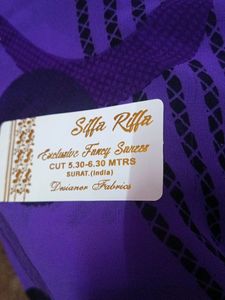 Siffa Riffa
Exclusive Fancy Sarees
CUT 5.30-6.30 MTRS
SURAT.(India)
Designer Fabrics